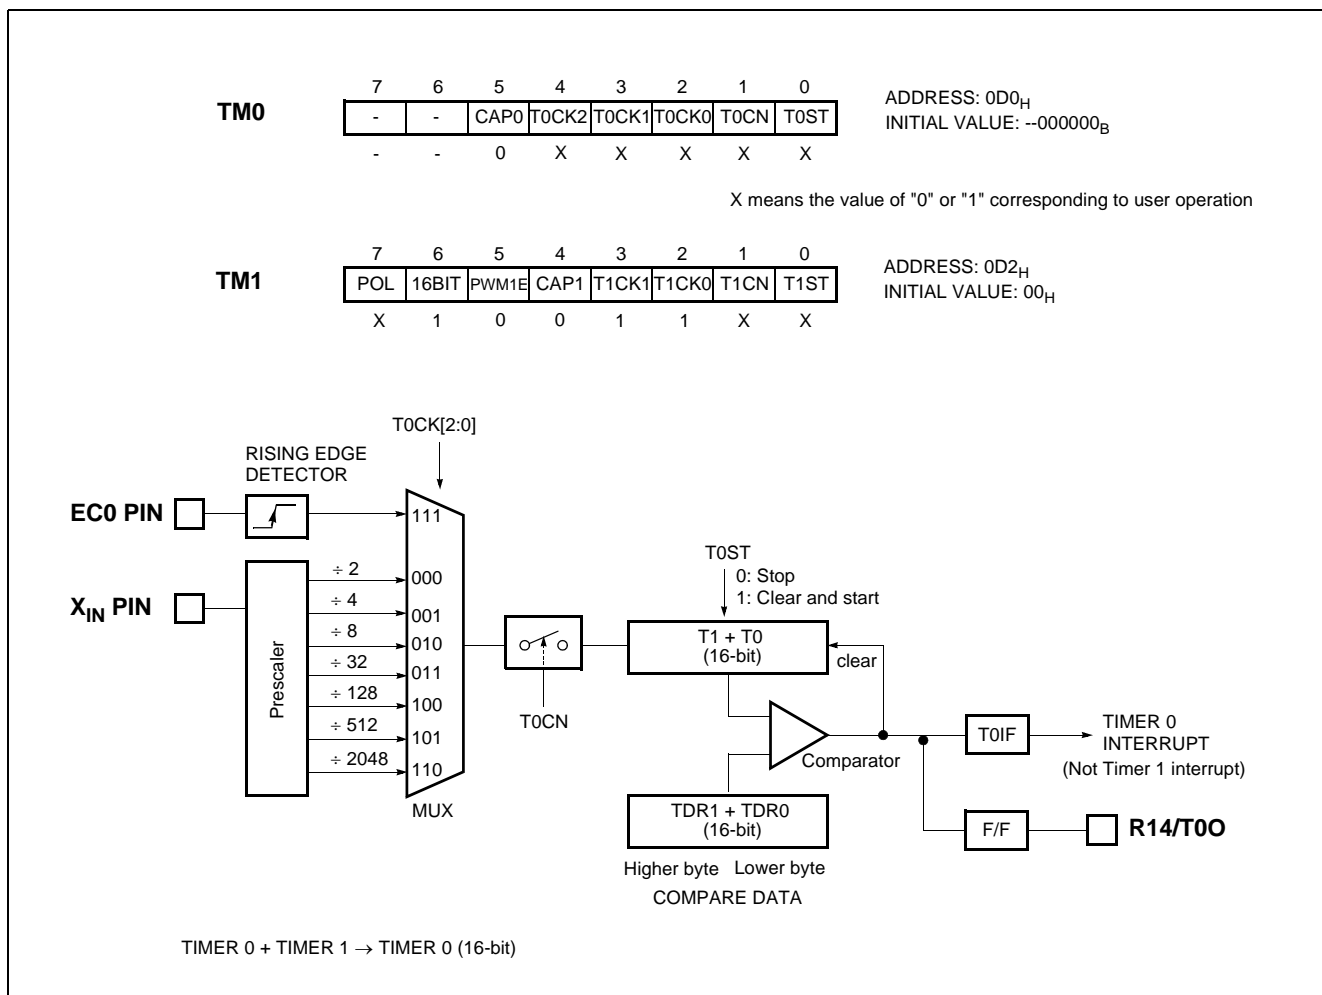 7 6 5 4 3 2 1 0
TM0 - - CAP0 T0CK2 T0CK1 T0CK0 T0CN T0ST
- - 0 X X X X X
ADDRESS: 0D0H
INITIAL VALUE: --000000B
X means the value of "0" or "1" corresponding to user operation
7 6 5 4 3 2 1 0
TM1 POL 16BIT PWM1E CAP1 T1CK1 T1CK0 T1CN T1ST
X 1 0 0 1 1 X X
ADDRESS: 0D2H
INITIAL VALUE: 00H
T0CK[2:0]
RISING EDGE
DETECTOR
EC0 PIN
111
XIN PIN
Prescaler
÷ 2 000
÷ 4 001
÷ 8 010
÷ 32 011
÷ 128 100
÷ 512 101
÷ 2048 110
MUX
T0CN
T0ST
0: Stop
1: Clear and start
T1 + T0
(16-bit)
clear
Comparator
TDR1 + TDR0
(16-bit)
Higher byte Lower byte
COMPARE DATA
T0IF
TIMER 0
INTERRUPT
(Not Timer 1 interrupt)
F/F
R14/T0O
TIMER 0 + TIMER 1 → TIMER 0 (16-bit)